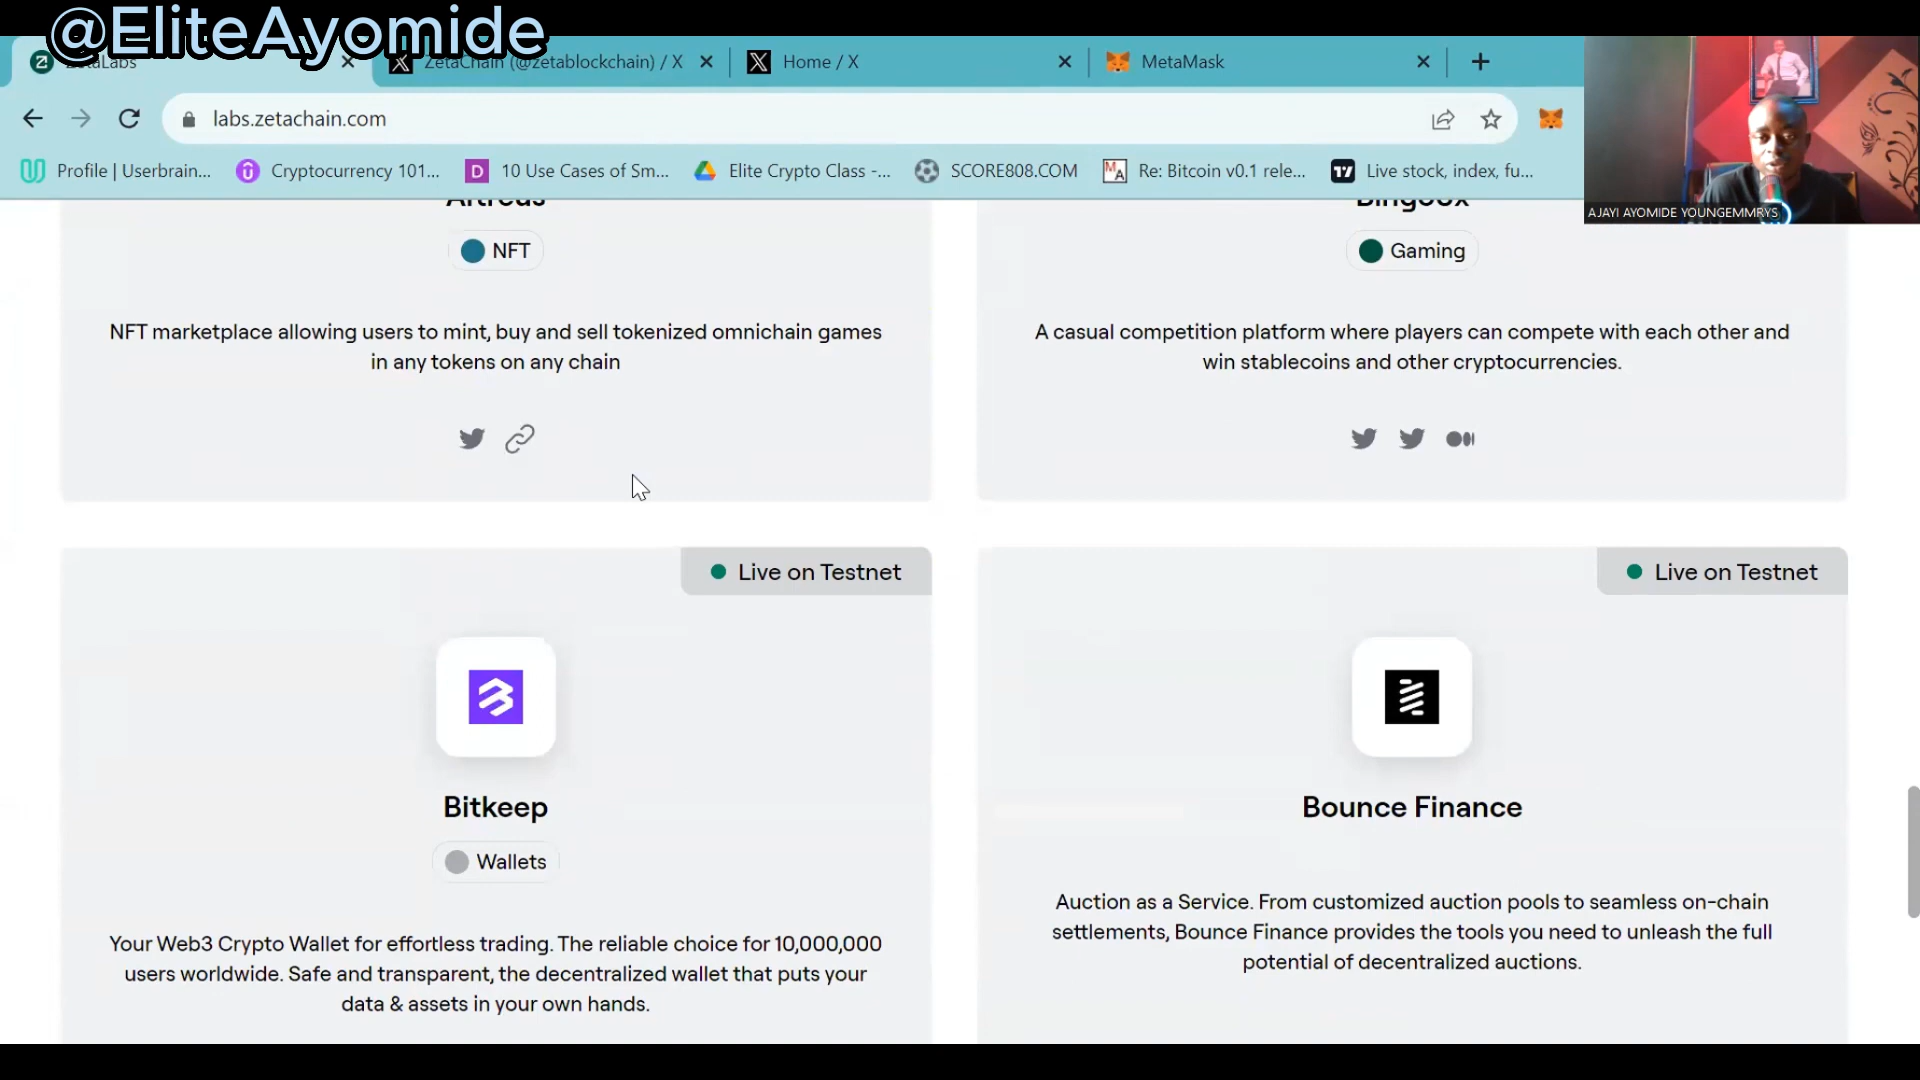 @EliteAyomide
ZetaLabs
ZetaChain (@zetablockchain) / X
Home / X
MetaMask
labs.zetachain.com
Profile | Userbrain...
Cryptocurrency 101...
10 Use Cases of Sm...
Elite Crypto Class -...
SCORE808.COM
Re: Bitcoin v0.1 rele...
Live stock, index, fu...
AJAYI AYOMIDE YOUNGEMMRYS
NFT
Gaming
NFT marketplace allowing users to mint, buy and sell tokenized omnichain games
in any tokens on any chain
A casual competition platform where players can compete with each other and
win stablecoins and other cryptocurrencies.
Live on Testnet
Live on Testnet
Bitkeep
Wallets
Your Web3 Crypto Wallet for effortless trading. The reliable choice for 10,000,000
users worldwide. Safe and transparent, the decentralized wallet that puts your
data & assets in your own hands.
Bounce Finance
Auction as a Service. From customized auction pools to seamless on-chain
settlements, Bounce Finance provides the tools you need to unleash the full
potential of decentralized auctions.